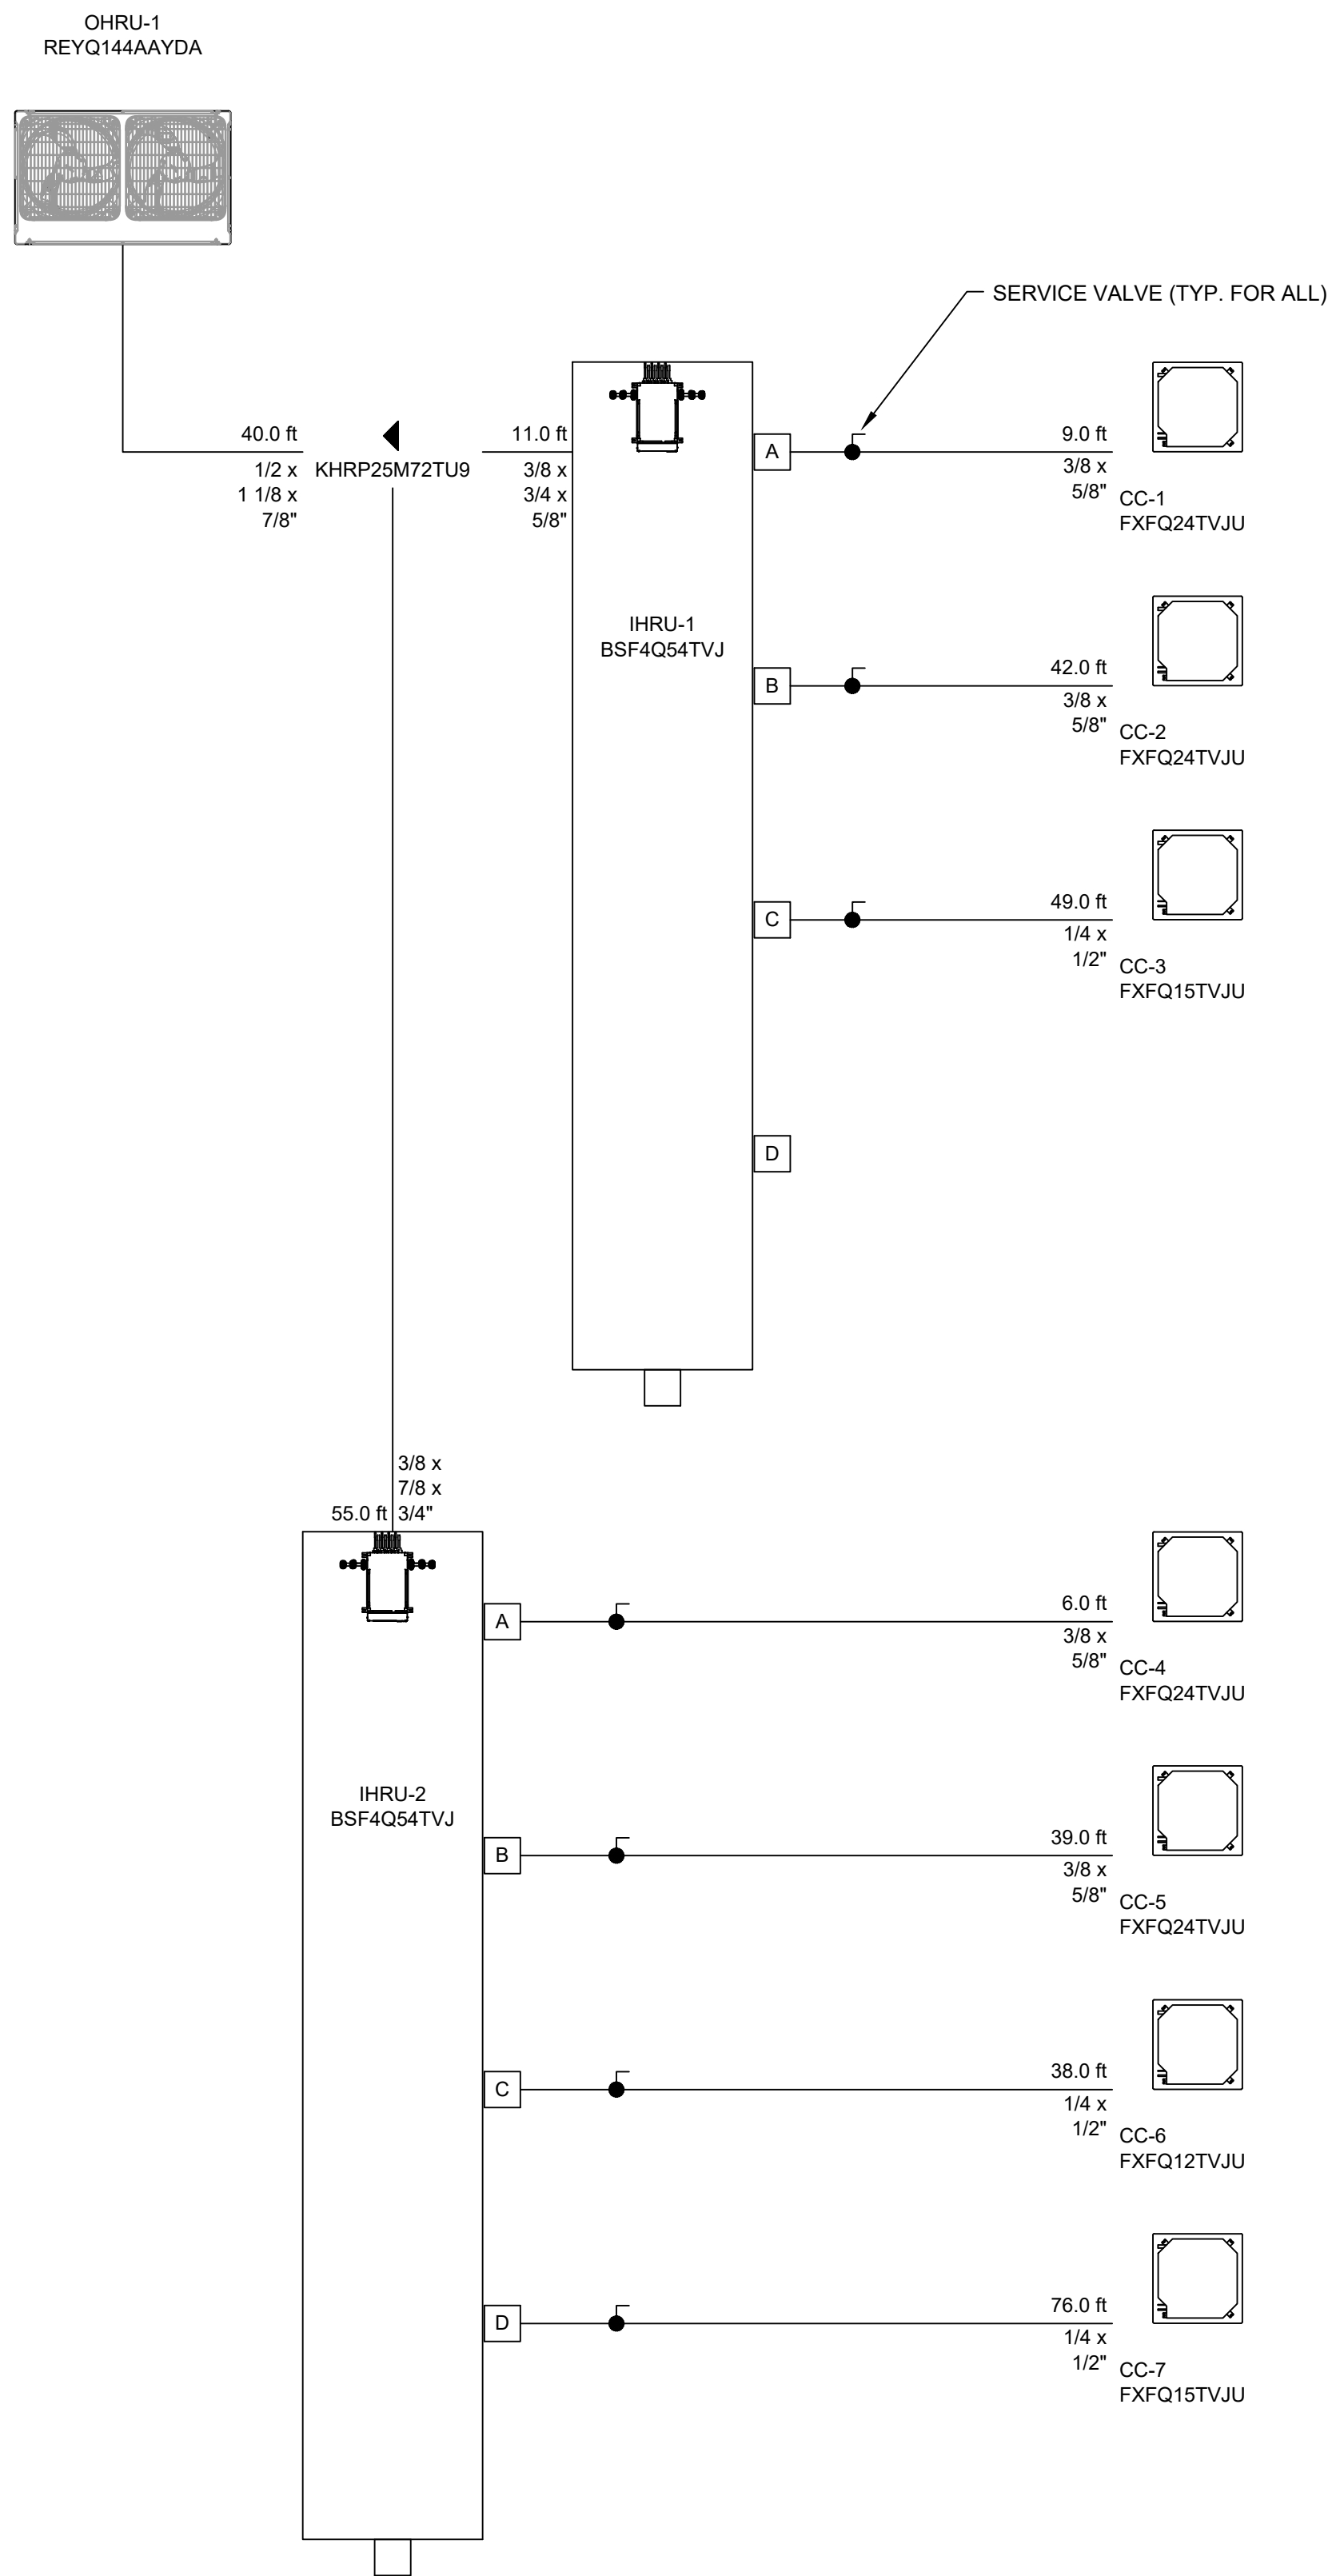 OHRU-1
REYQ144AAYDA
SERVICE VALVE (TYP. FOR ALL)
40.0 ft
1/2 x
1 1/8 x
7/8"
KHRP25M72TU9
11.0 ft
3/8 x
3/4 x
5/8"
IHRU-1
BSF4Q54TVJ
A
9.0 ft
3/8 x
5/8"
CC-1
FXFQ24TVJU
B
42.0 ft
3/8 x
5/8"
CC-2
FXFQ24TVJU
C
49.0 ft
1/4 x
1/2"
CC-3
FXFQ15TVJU
D
3/8 x
7/8 x
55.0 ft 3/4"
IHRU-2
BSF4Q54TVJ
A
6.0 ft
3/8 x
5/8"
CC-4
FXFQ24TVJU
B
39.0 ft
3/8 x
5/8"
CC-5
FXFQ24TVJU
C
38.0 ft
1/4 x
1/2"
CC-6
FXFQ12TVJU
D
76.0 ft
1/4 x
1/2"
CC-7
FXFQ15TVJU